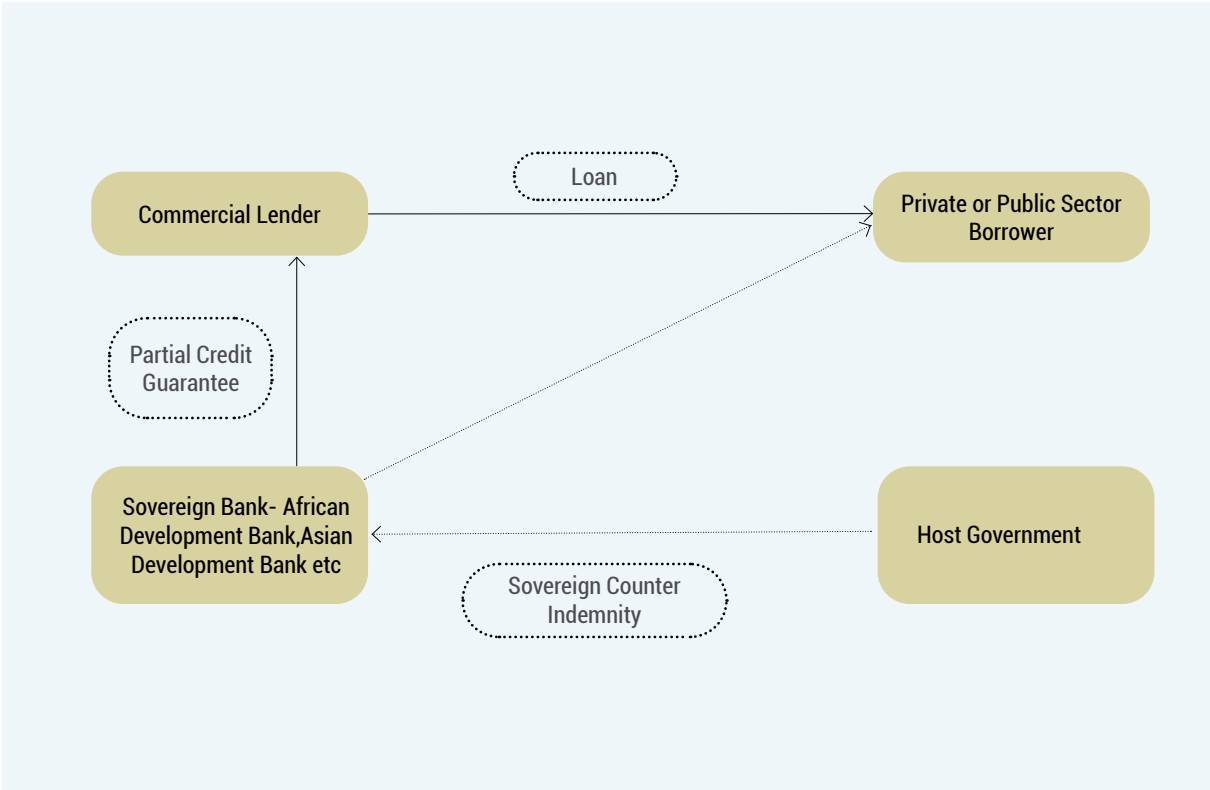 Loan
Commercial Lender
Private or Public Sector
Borrower
Partial Credit
Guarantee
Sovereign Bank- African
Development Bank,Asian
Development Bank etc
Host Government
Sovereign Counter
Indemnity